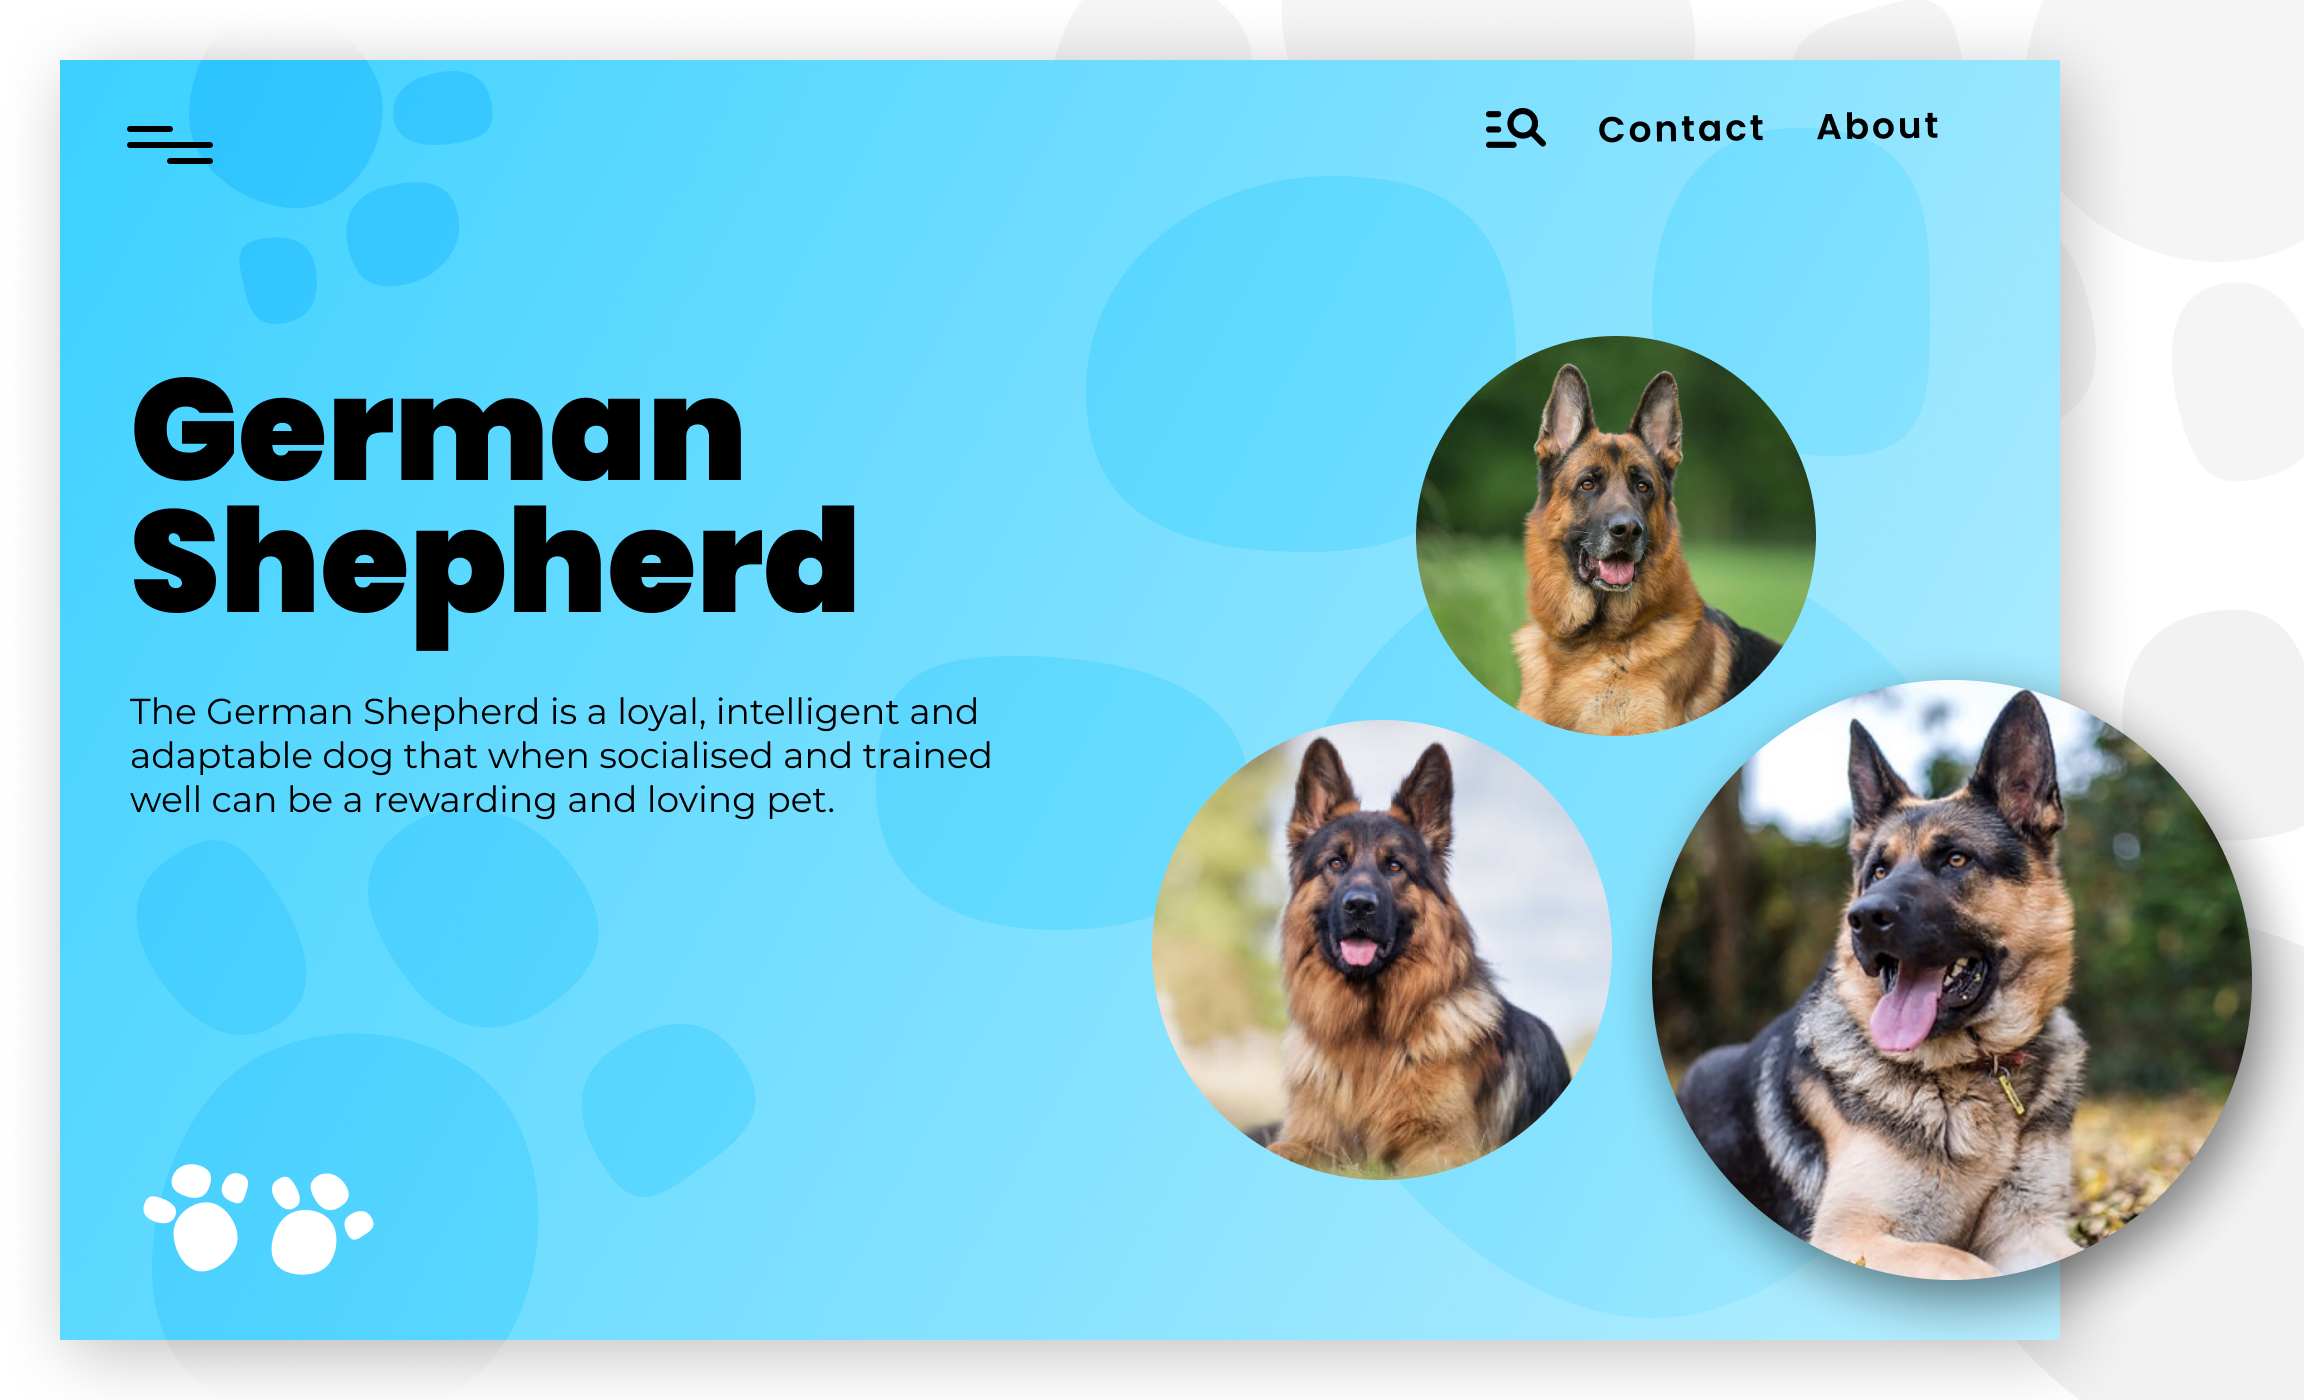 Contact About
German
Shepherd
The German Shepherd is a loyal, intelligent and
adaptable dog that when socialised and trained
well can be a rewarding and loving pet.